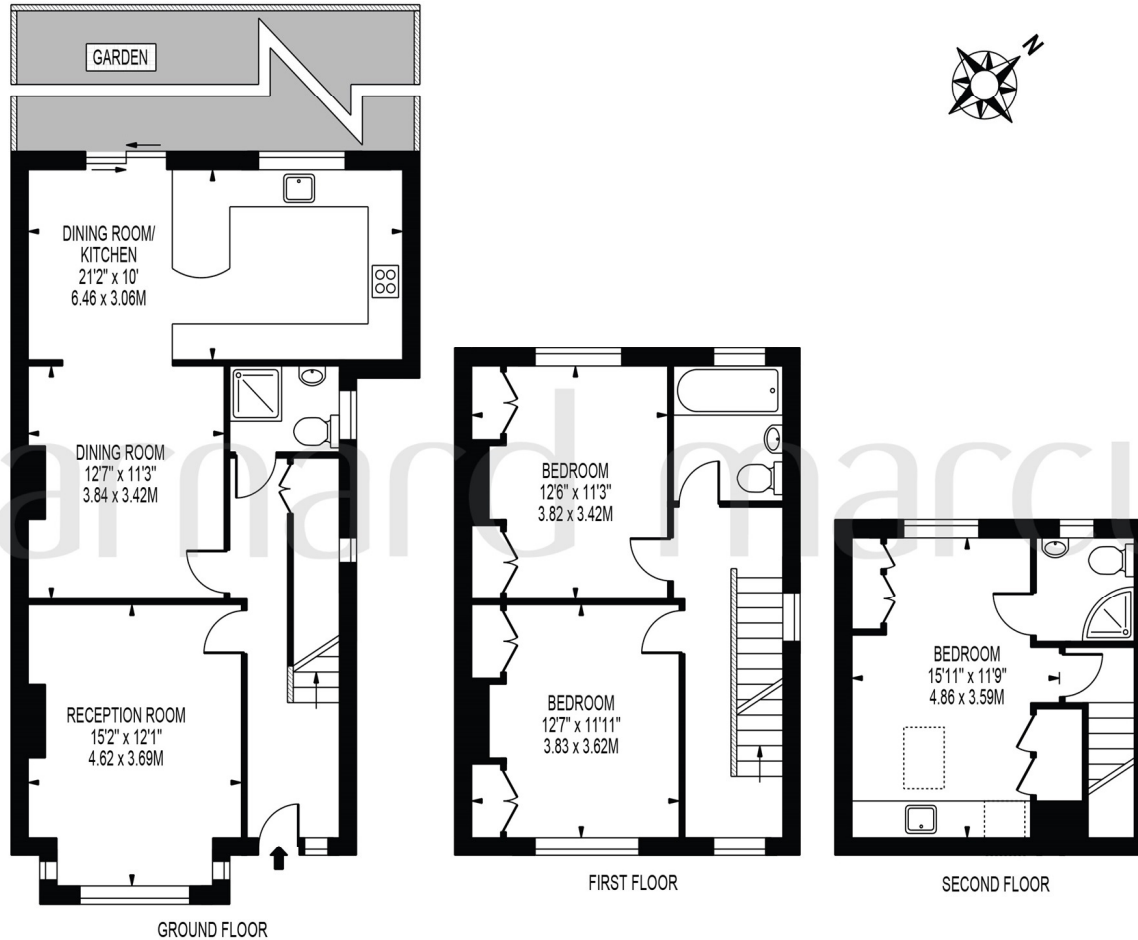 GARDEN
N
DINING ROOM/
KITCHEN
21'2" x 10'
6.46 x 3.06M
DINING ROOM
12'7" x 11'3"
3.84 x 3.42M
RECEPTION ROOM
15'2" x 12'1"
4.62 x 3.69M
GROUND FLOOR
BEDROOM
12'6" x 11'3"
3.82 x 3.42M
BEDROOM
12'7" x 11'11"
3.83 x 3.62M
FIRST FLOOR
BEDROOM
15'11" x 11'9"
4.86 x 3.59M
SECOND FLOOR
arnard marcu